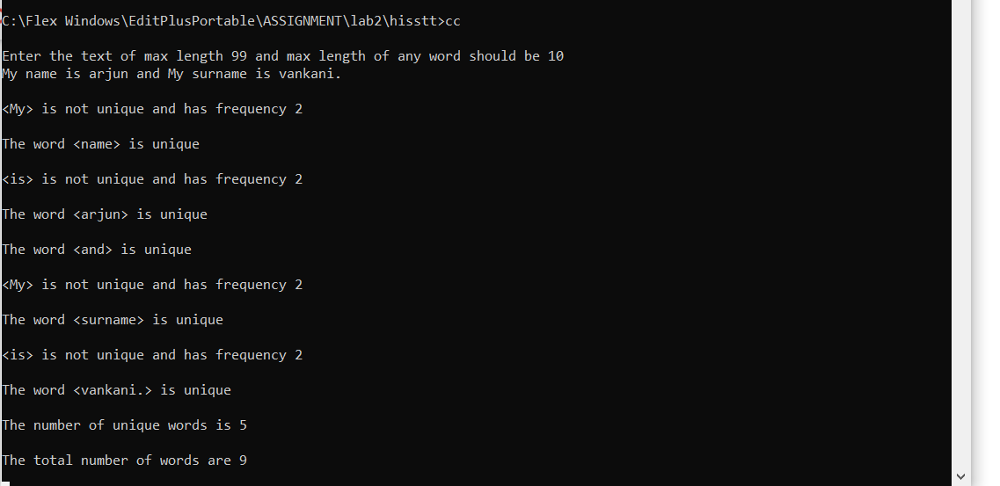 C:\Flex Windows\EditPlusPortable\ASSIGNMENT\lab2\hisstt>cc
Enter the text of max length 99 and max length of any word should be 10
My name is arjun and My surname is vankani.
<My> is not unique and has frequency 2
The word <name> is unique
<is> is not unique and has frequency 2
The word <arjun> is unique
The word <and> is unique
<My> is not unique and has frequency 2
The word <surname> is unique
<is> is not unique and has frequency 2
The word <vankani.> is unique
The number of unique words is 5
The total number of words are 9